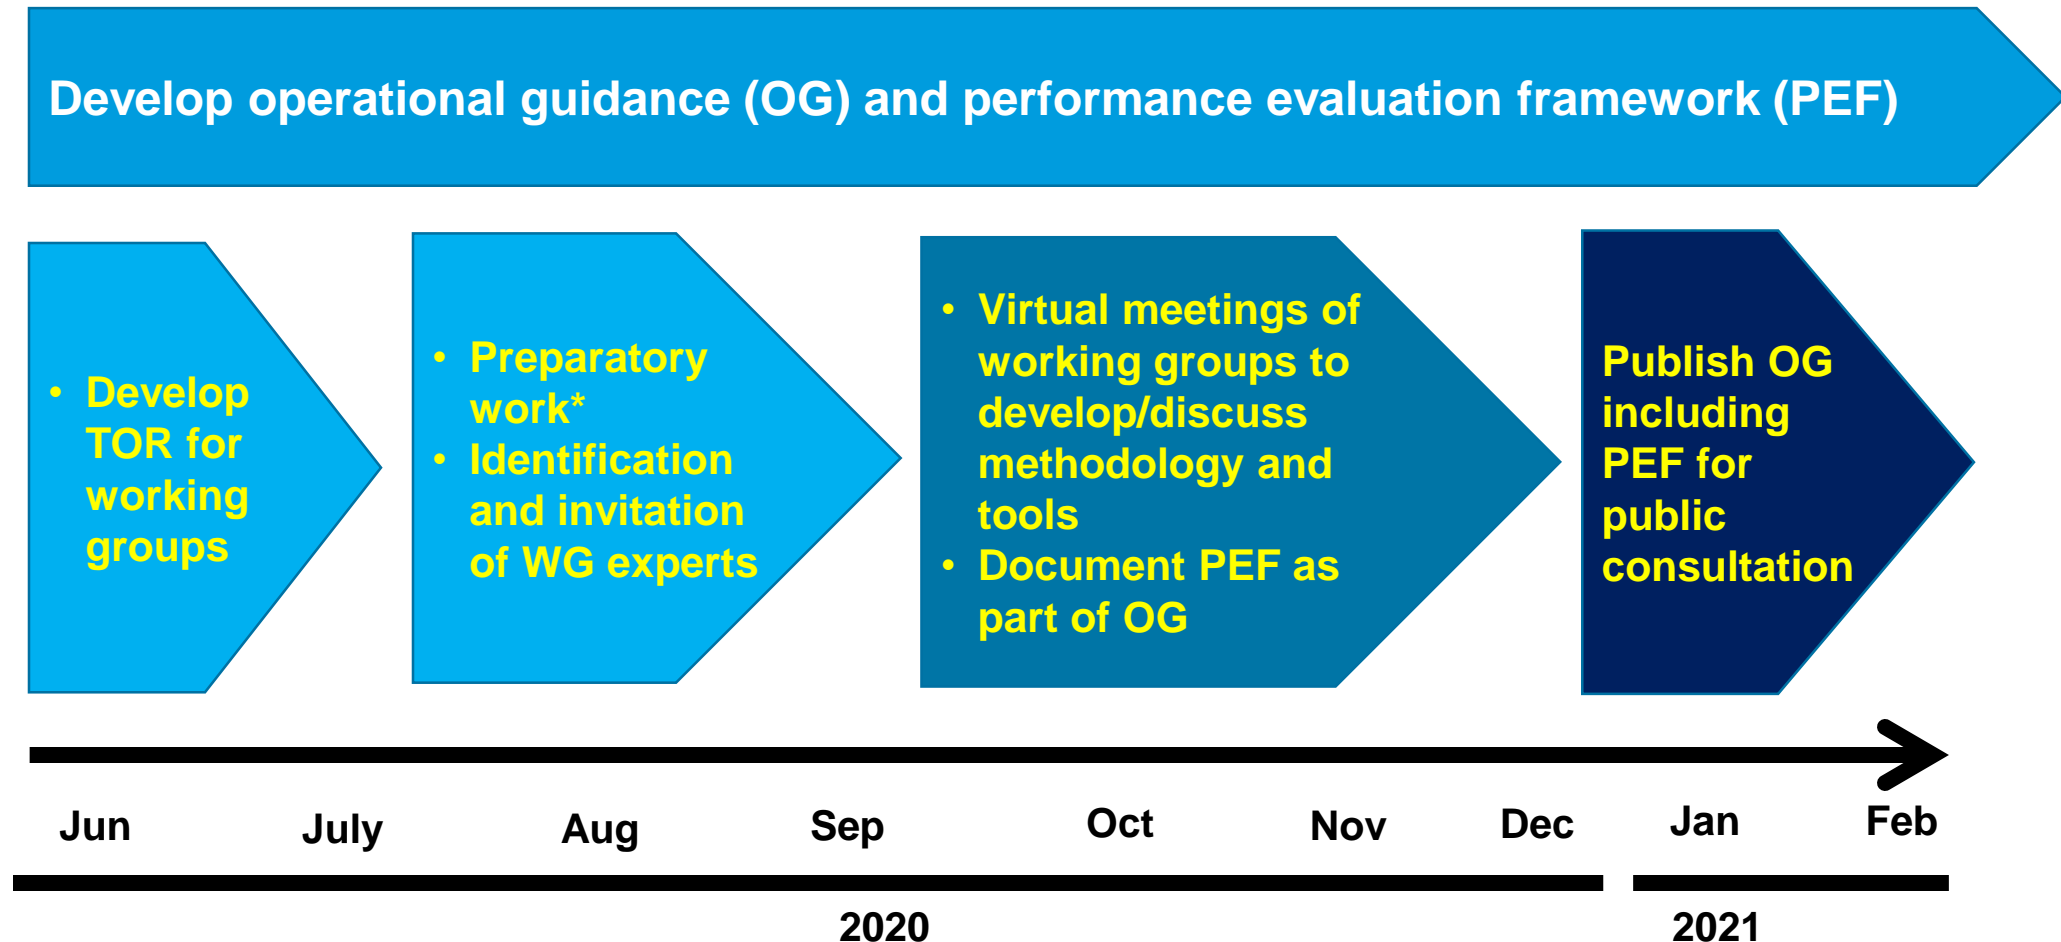 Develop operational guidance (OG) and performance evaluation framework (PEF)
• Develop
TOR for
working
groups
• Preparatory
work*
• Identification
and invitation
of WG experts
• Virtual meetings of
working groups to
develop/discuss
methodology and
tools
• Document PEF as
part of OG
Publish OG
including
PEF for
public
consultation
Jun July Aug Sep Oct Nov Dec Jan Feb
2020 2021